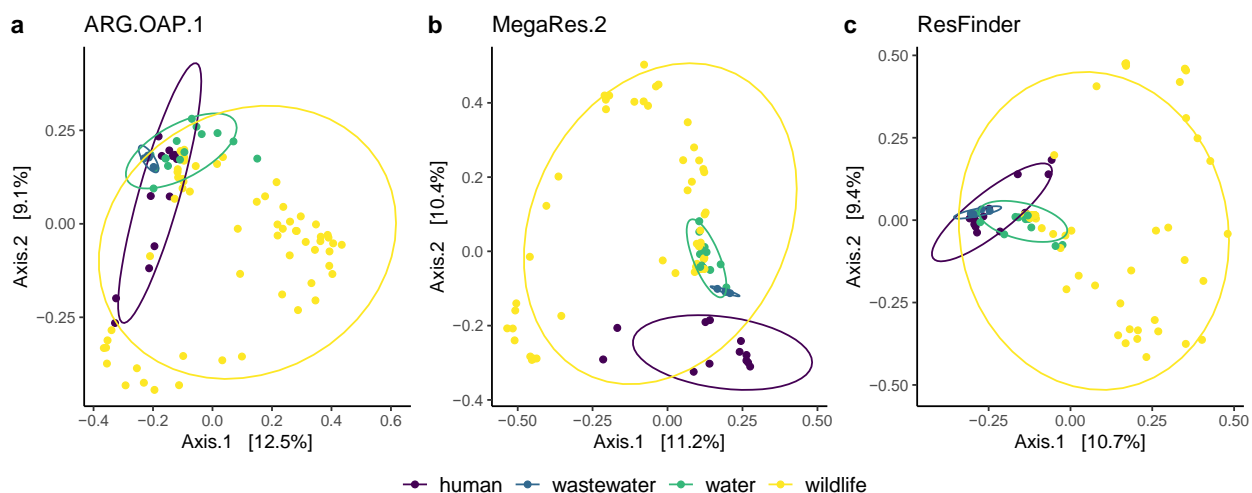 a ARG.OAP.1
0.25
0.00
−0.25
−0.4 −0.2 0.0 0.2 0.4 0.6
Axis.1 [12.5%]
Axis.2 [9.1%]
b MegaRes.2
0.4
0.2
0.0
−0.2
−0.4
−0.50 −0.25 0.00 0.25 0.50
Axis.1 [11.2%]
Axis.2 [10.4%]
c ResFinder
0.50
0.25
0.00
−0.25
−0.50
−0.25 0.00 0.25 0.50
Axis.1 [10.7%]
Axis.2 [9.4%]
human wastewater water wildlife